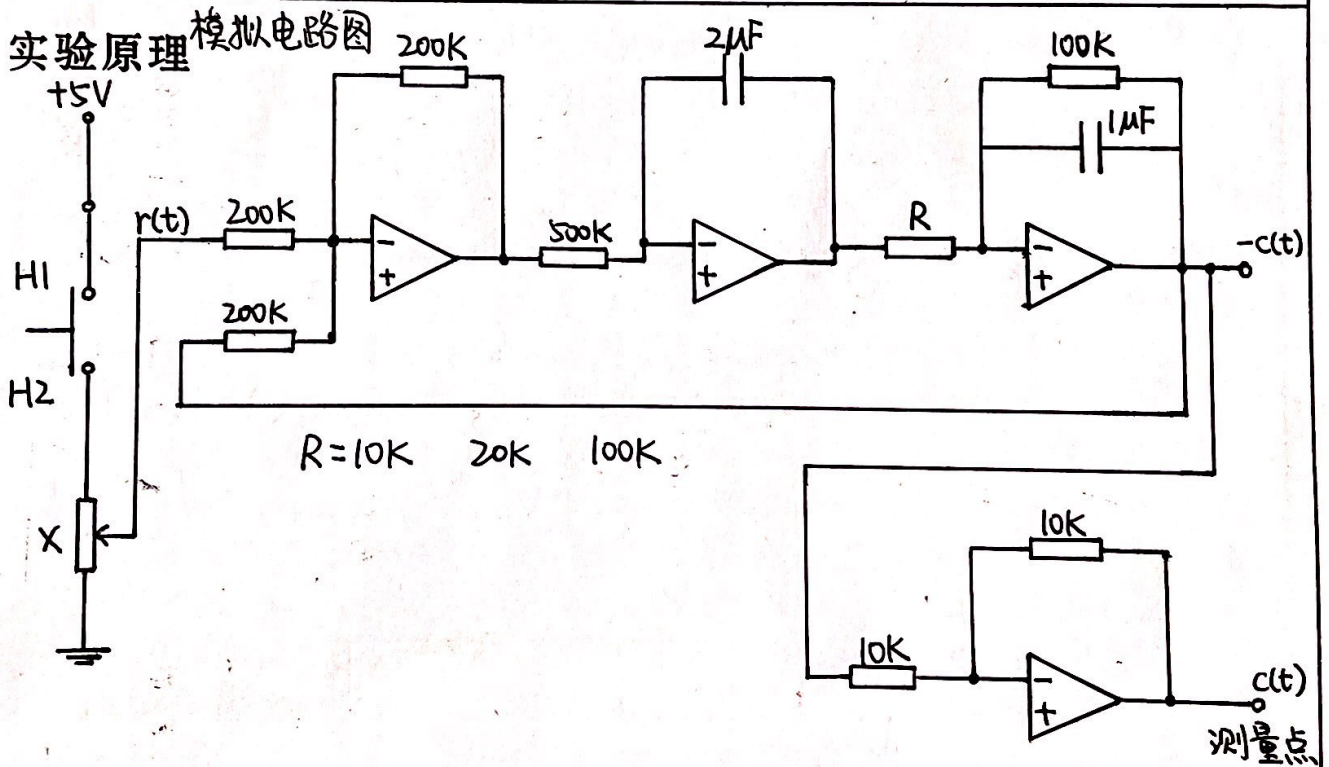 实验原理 模拟电路图
+5V
200K
2μF
100K
1μF
r(t)
200K
500K
R
-c(t)
H1
200K
H2
R=10K 20K 100K
X
10K
10K
c(t)
测量点
- + - + - + - +